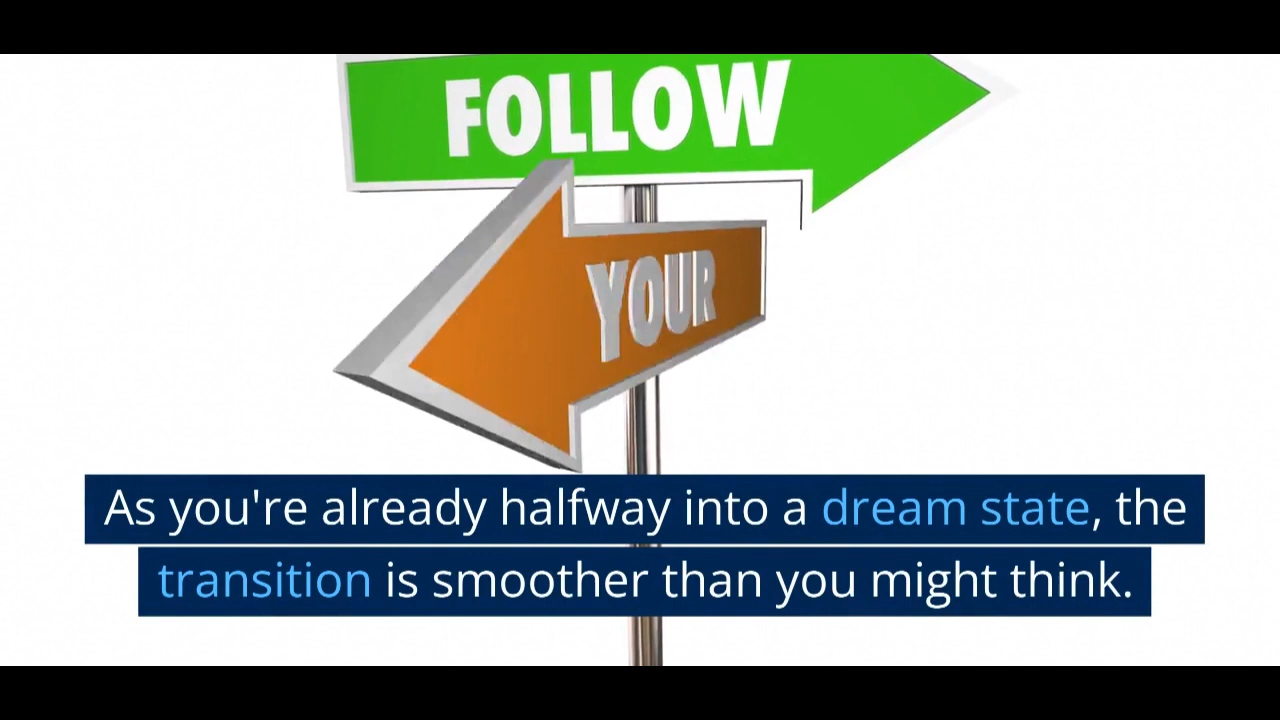 FOLLOW
YOUR
As you're already halfway into a dream state, the
transition is smoother than you might think.